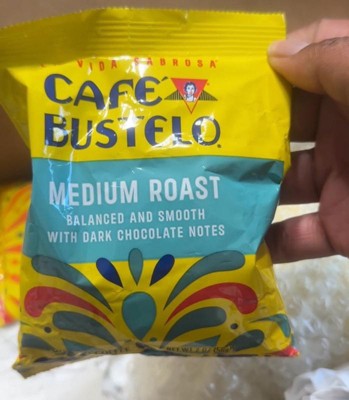 VIDA SABROSA
CAFÉ
BUSTELO
MEDIUM ROAST
BALANCED AND SMOOTH
WITH DARK CHOCOLATE NOTES